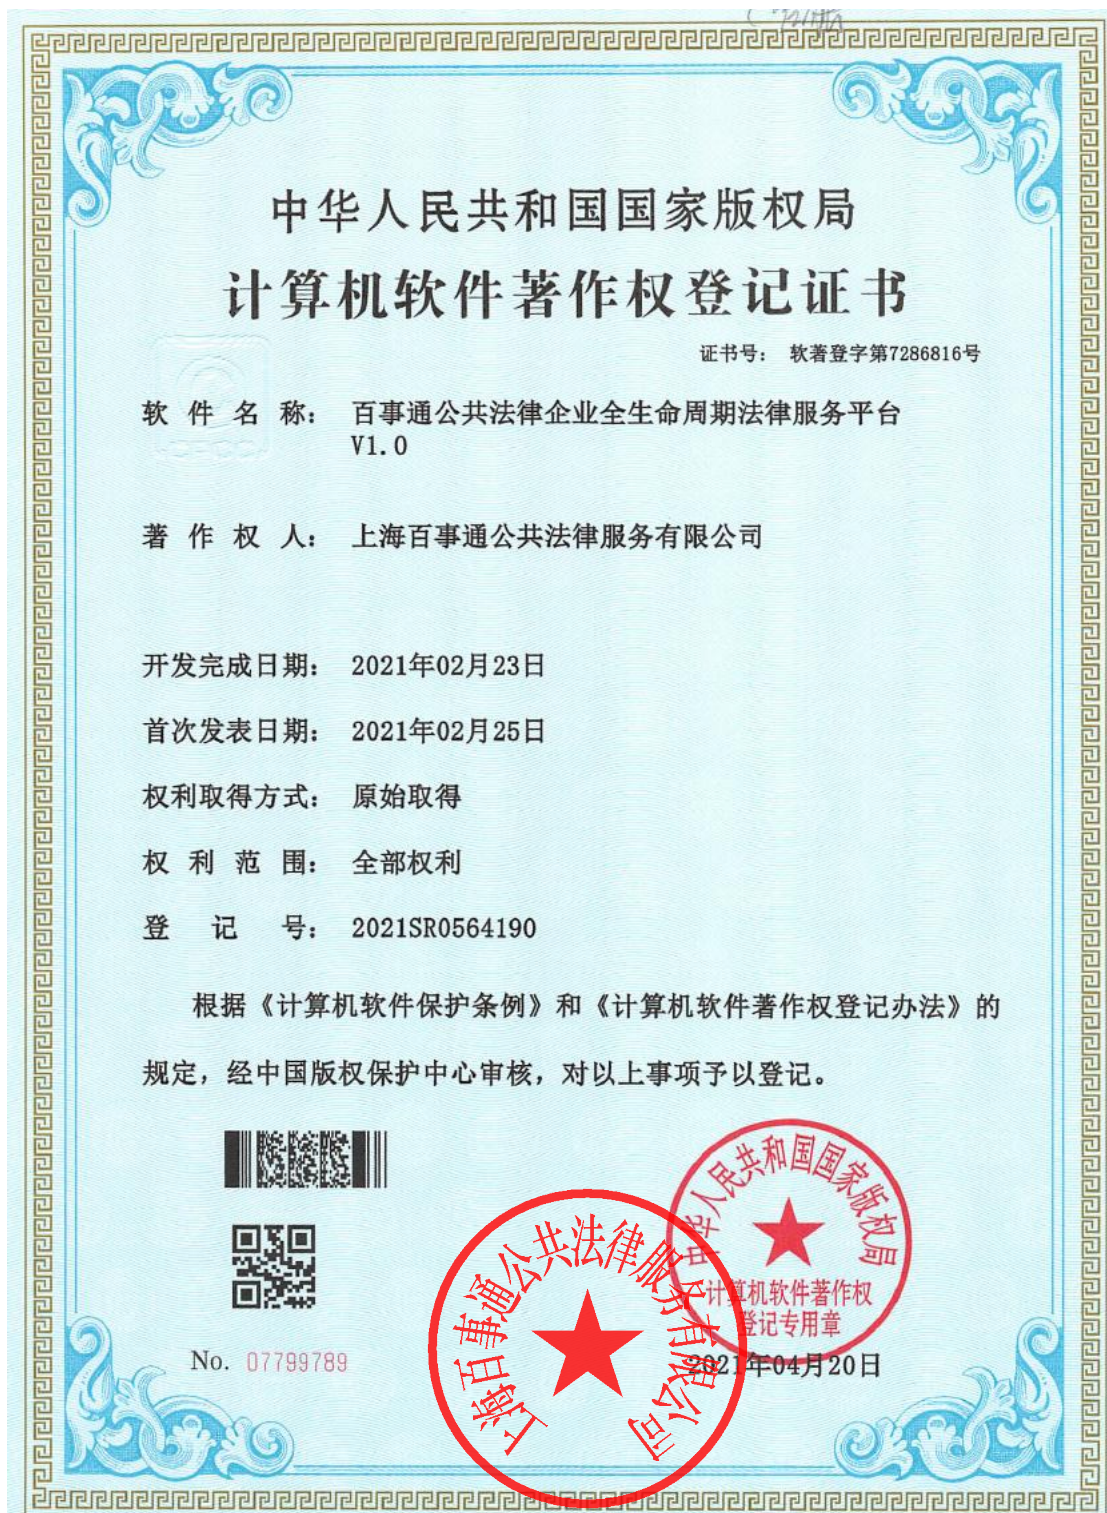 中华人民共和国国家版权局
计算机软件著作权登记证书
证书号： 软著登字第7286816号
软件名称： 百事通公共法律企业全生命周期法律服务平台
V1.0
著作权人： 上海百事通公共法律服务有限公司
开发完成日期： 2021年02月23日
首次发表日期： 2021年02月25日
权利取得方式： 原始取得
权利范围： 全部权利
登记号： 2021SR0564190
根据《计算机软件保护条例》和《计算机软件著作权登记办法》的
规定，经中国版权保护中心审核，对以上事项予以登记。
中华人民共和国国家版权局
计算机软件著作权
登记专用章
上海百事通公共法律服务有限公司
No. 07799789
2021年04月20日